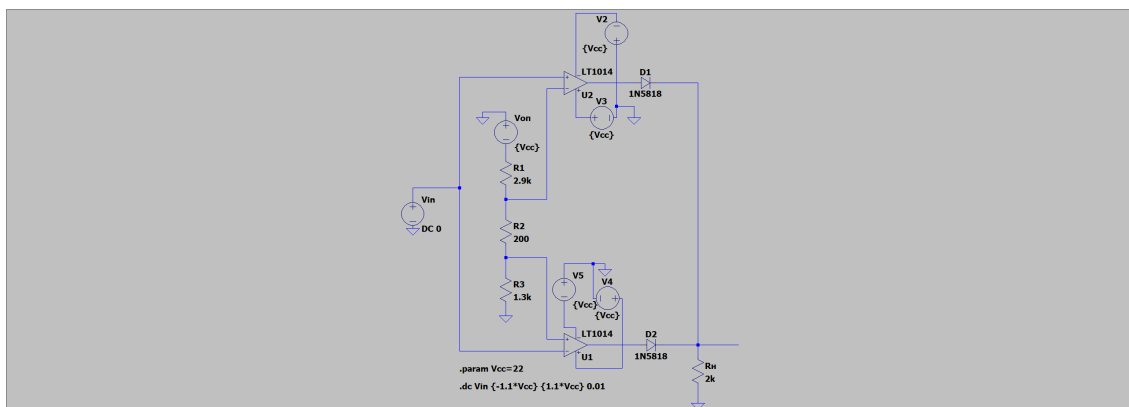 V2
{Vcc}
LT1014
D1
U2
V3
1N5818
{Vcc}
Von
{Vcc}
R1
2.9k
Vin
DC 0
R2
200
R3
1.3k
V5
V4
{Vcc}
{Vcc}
LT1014
D2
U1
1N5818
Rн
2k
.param Vcc=22
.dc Vin {-1.1*Vcc} {1.1*Vcc} 0.01